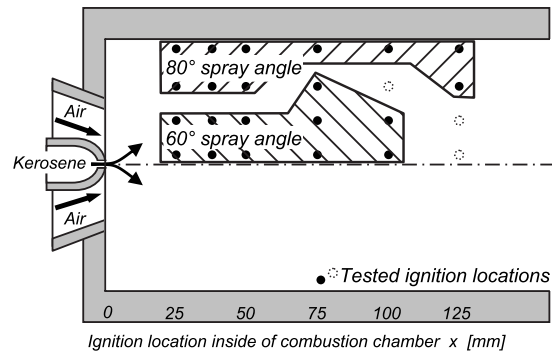 80° spray angle
Air
60° spray angle
Kerosene
Air
Tested ignition locations
0 25 50 75 100 125
Ignition location inside of combustion chamber x [mm]